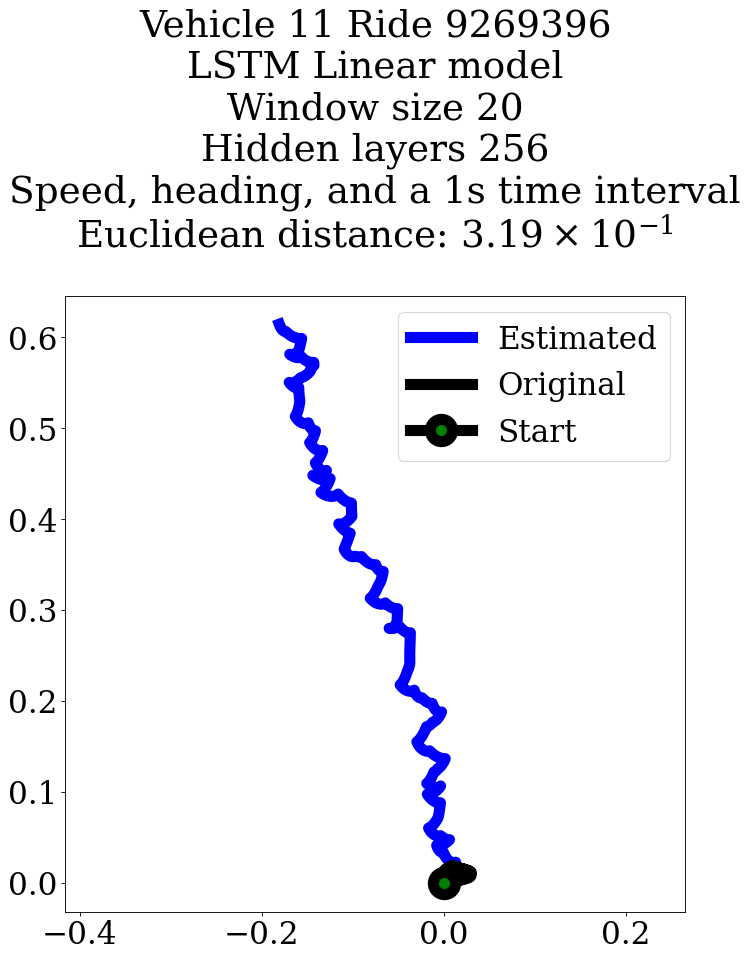 Vehicle 11 Ride 9269396
LSTM Linear model
Window size 20
Hidden layers 256
Speed, heading, and a 1s time interval
Euclidean distance: 3.19 × 10⁻¹
Estimated
Original
Start
0.6
0.5
0.4
0.3
0.2
0.1
0.0
−0.4 −0.2 0.0 0.2